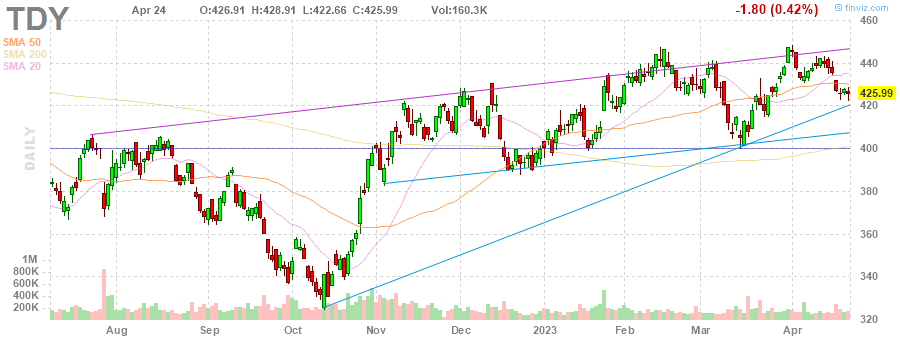 TDY Apr 24 O:426.91 H:428.91 L:422.66 C:425.99 Vol:160.3K -1.80 (0.42%) © finviz.com
SMA 50
SMA 200
SMA 20
DAILY
460
440
425.99
420
400
380
360
340
320
1M
800K
600K
400K
200K
Aug Sep Oct Nov Dec 2023 Feb Mar Apr